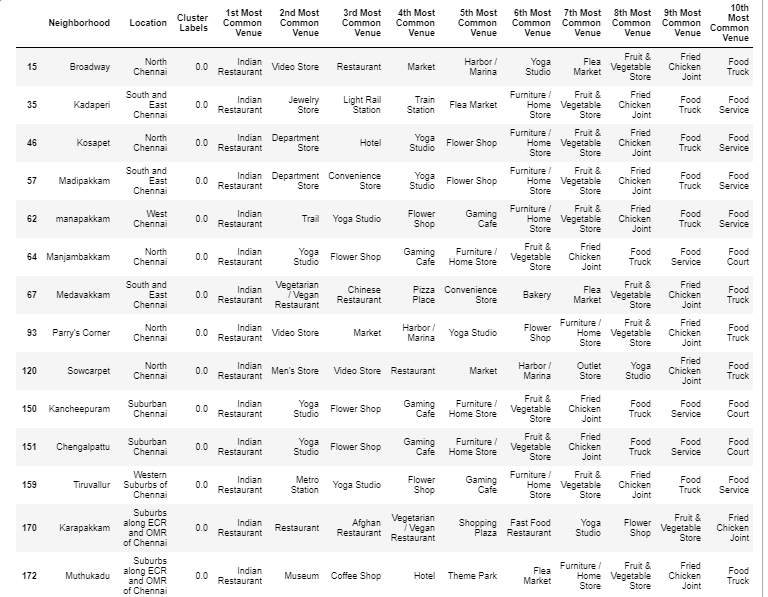 Neighborhood Location Cluster Labels 1st Most Common Venue 2nd Most Common Venue 3rd Most Common Venue 4th Most Common Venue 5th Most Common Venue 6th Most Common Venue 7th Most Common Venue 8th Most Common Venue 9th Most Common Venue 10th Most Common Venue
15 Broadway North Chennai 0.0 Indian Restaurant Video Store Restaurant Market Harbor / Marina Yoga Studio Flea Market Fruit & Vegetable Store Fried Chicken Joint Food Truck
35 Kadaperi South and East Chennai 0.0 Indian Restaurant Jewelry Store Light Rail Station Train Station Flea Market Furniture / Home Store Fruit & Vegetable Store Fried Chicken Joint Food Truck Food Service
46 Kosapet North Chennai 0.0 Indian Restaurant Department Store Hotel Yoga Studio Flower Shop Furniture / Home Store Fruit & Vegetable Store Fried Chicken Joint Food Truck Food Service
57 Madipakkam South and East Chennai 0.0 Indian Restaurant Department Store Convenience Store Yoga Studio Flower Shop Furniture / Home Store Fruit & Vegetable Store Fried Chicken Joint Food Truck Food Service
62 manapakkam West Chennai 0.0 Indian Restaurant Trail Yoga Studio Flower Shop Gaming Cafe Furniture / Home Store Fruit & Vegetable Store Fried Chicken Joint Food Truck Food Service
64 Manjambakkam North Chennai 0.0 Indian Restaurant Yoga Studio Flower Shop Gaming Cafe Furniture / Home Store Fruit & Vegetable Store Fried Chicken Joint Food Truck Food Service Food Court
67 Medavakkam South and East Chennai 0.0 Indian Restaurant Vegetarian / Vegan Restaurant Chinese Restaurant Pizza Place Convenience Store Bakery Flea Market Fruit & Vegetable Store Fried Chicken Joint Food Truck
93 Parry's Corner North Chennai 0.0 Indian Restaurant Video Store Market Harbor / Marina Yoga Studio Flower Shop Furniture / Home Store Fruit & Vegetable Store Fried Chicken Joint Food Truck
120 Sowcarpet North Chennai 0.0 Indian Restaurant Men's Store Video Store Restaurant Market Harbor / Marina Outlet Store Yoga Studio Fried Chicken Joint Food Truck
150 Kancheepuram Suburban Chennai 0.0 Indian Restaurant Yoga Studio Flower Shop Gaming Cafe Furniture / Home Store Fruit & Vegetable Store Fried Chicken Joint Food Truck Food Service Food Court
151 Chengalpattu Suburban Chennai 0.0 Indian Restaurant Yoga Studio Flower Shop Gaming Cafe Furniture / Home Store Fruit & Vegetable Store Fried Chicken Joint Food Truck Food Service Food Court
159 Tiruvallur Western Suburbs of Chennai 0.0 Indian Restaurant Metro Station Yoga Studio Flower Shop Gaming Cafe Furniture / Home Store Fruit & Vegetable Store Fried Chicken Joint Food Truck Food Service
170 Karapakkam Suburbs along ECR and OMR of Chennai 0.0 Indian Restaurant Restaurant Afghan Restaurant Vegetarian / Vegan Restaurant Shopping Plaza Fast Food Restaurant Yoga Studio Flower Shop Fruit & Vegetable Store Fried Chicken Joint
172 Muthukadu Suburbs along ECR and OMR of Chennai 0.0 Indian Restaurant Museum Coffee Shop Hotel Theme Park Flea Market Furniture / Home Store Fruit & Vegetable Store Fried Chicken Joint Food Truck